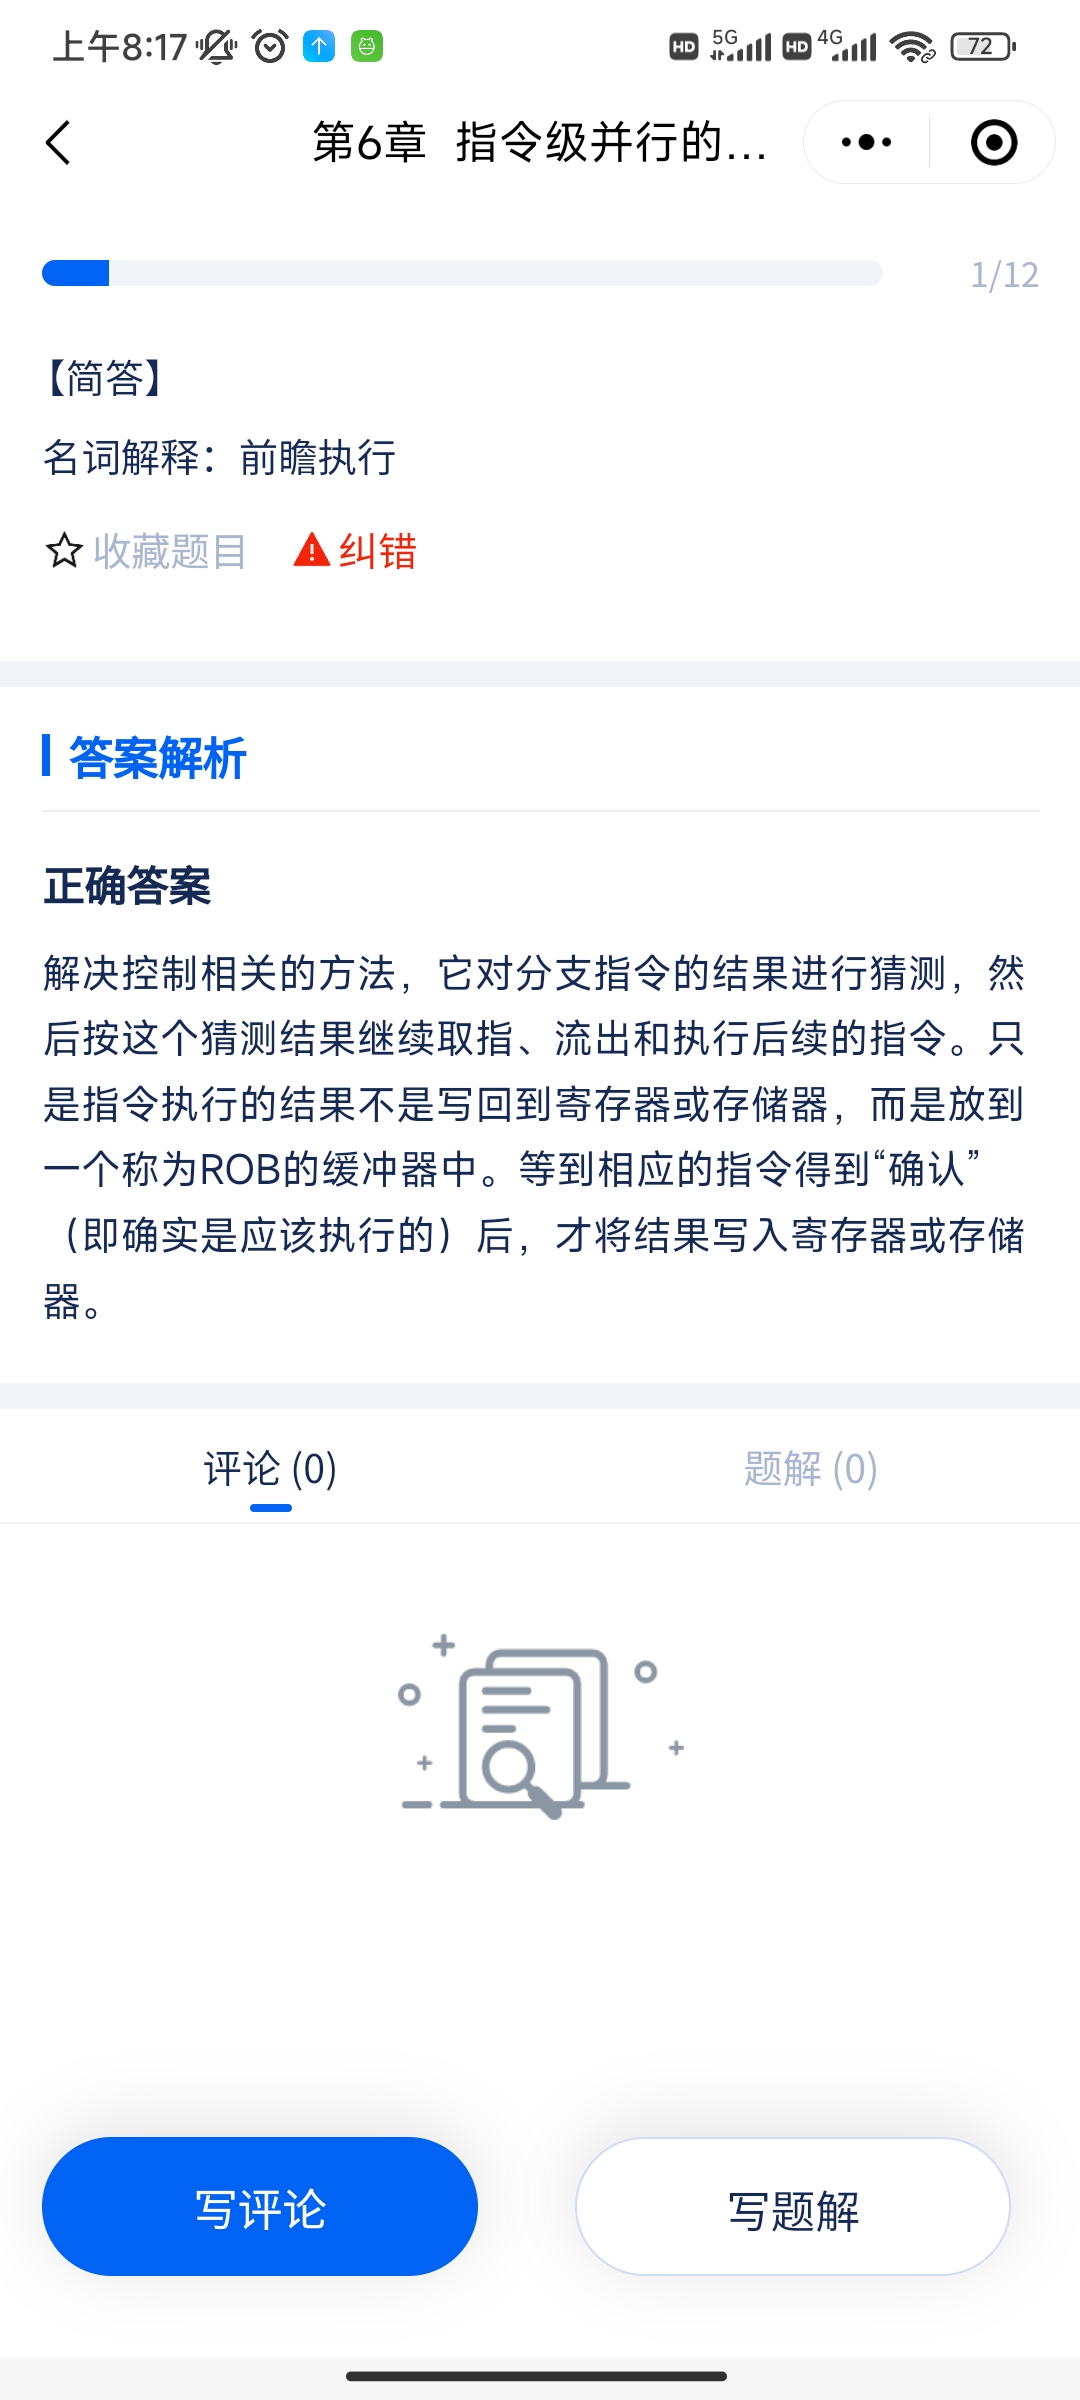 上午8:17
HD 5G HD 4G 72
第6章 指令级并行的...
1/12
【简答】
名词解释：前瞻执行
收藏题目 纠错
答案解析
正确答案
解决控制相关的方法，它对分支指令的结果进行猜测，然
后按这个猜测结果继续取指、流出和执行后续的指令。只
是指令执行的结果不是写回到寄存器或存储器，而是放到
一个称为ROB的缓冲器中。等到相应的指令得到“确认”
（即确实是应该执行的）后，才将结果写入寄存器或存储
器。
评论 (0) 题解 (0)
写评论 写题解